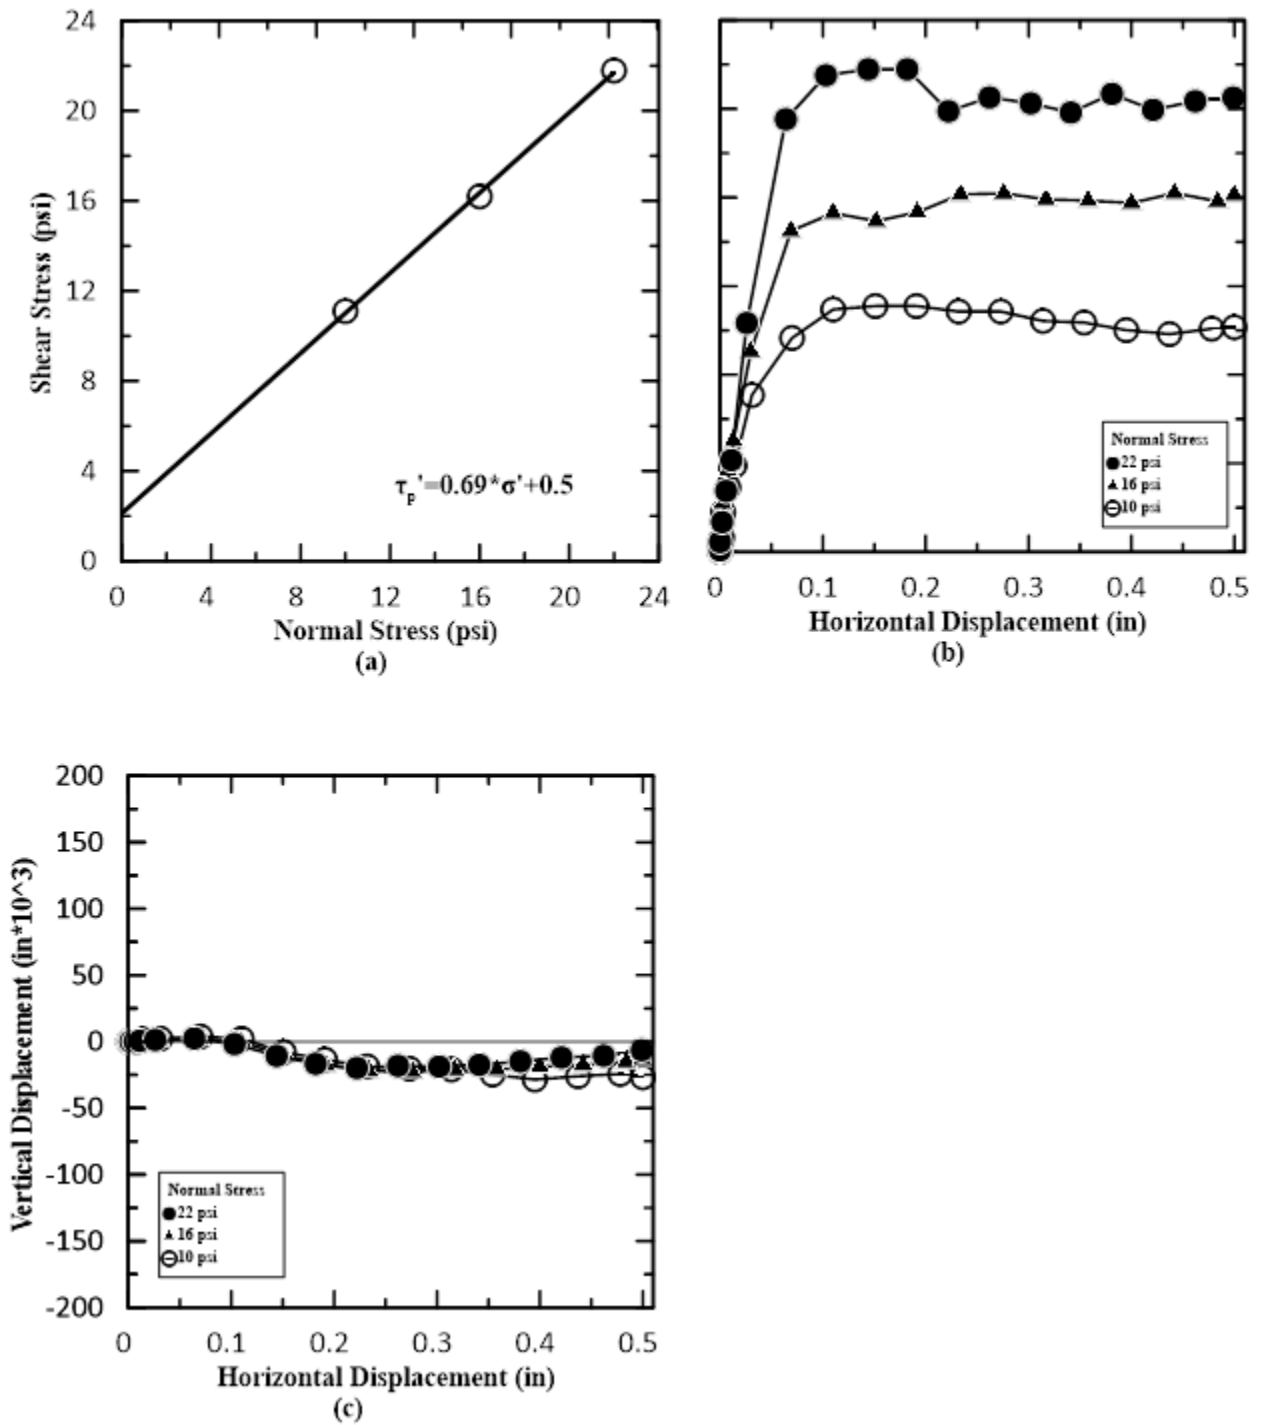 24
20
16
12
8
4
0
Shear Stress (psi)
τp'=0.69*σ'+0.5
0 4 8 12 16 20 24
Normal Stress (psi)
(a)
Normal Stress
22 psi
16 psi
10 psi
0 0.1 0.2 0.3 0.4 0.5
Horizontal Displacement (in)
(b)
200
150
100
50
0
-50
-100
-150
-200
Vertical Displacement (in*10^3)
Normal Stress
22 psi
16 psi
10 psi
0 0.1 0.2 0.3 0.4 0.5
Horizontal Displacement (in)
(c)